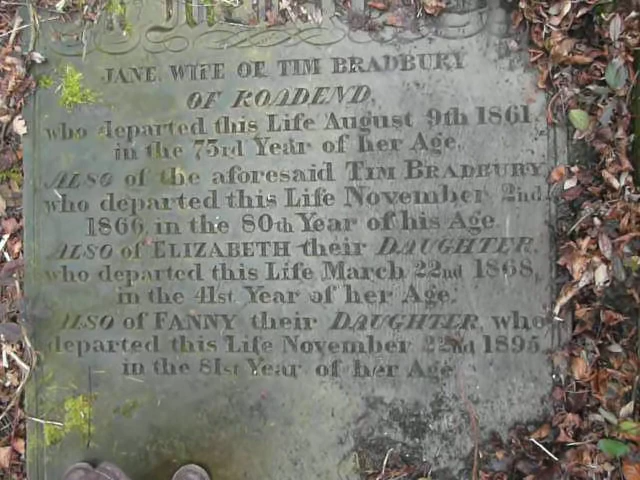 JANE, WIFE OF TIM BRADBURY
OF ROADEND,
who departed this Life August 9th 1861,
in the 73rd Year of her Age.
ALSO of the aforesaid TIM BRADBURY,
who departed this Life November 2nd
1866, in the 80th Year of his Age
ALSO of ELIZABETH their DAUGHTER,
who departed this Life March 22nd 1868,
in the 41st Year of her Age.
ALSO of FANNY their DAUGHTER, who
departed this Life November 22nd 1895,
in the 81st Year of her Age